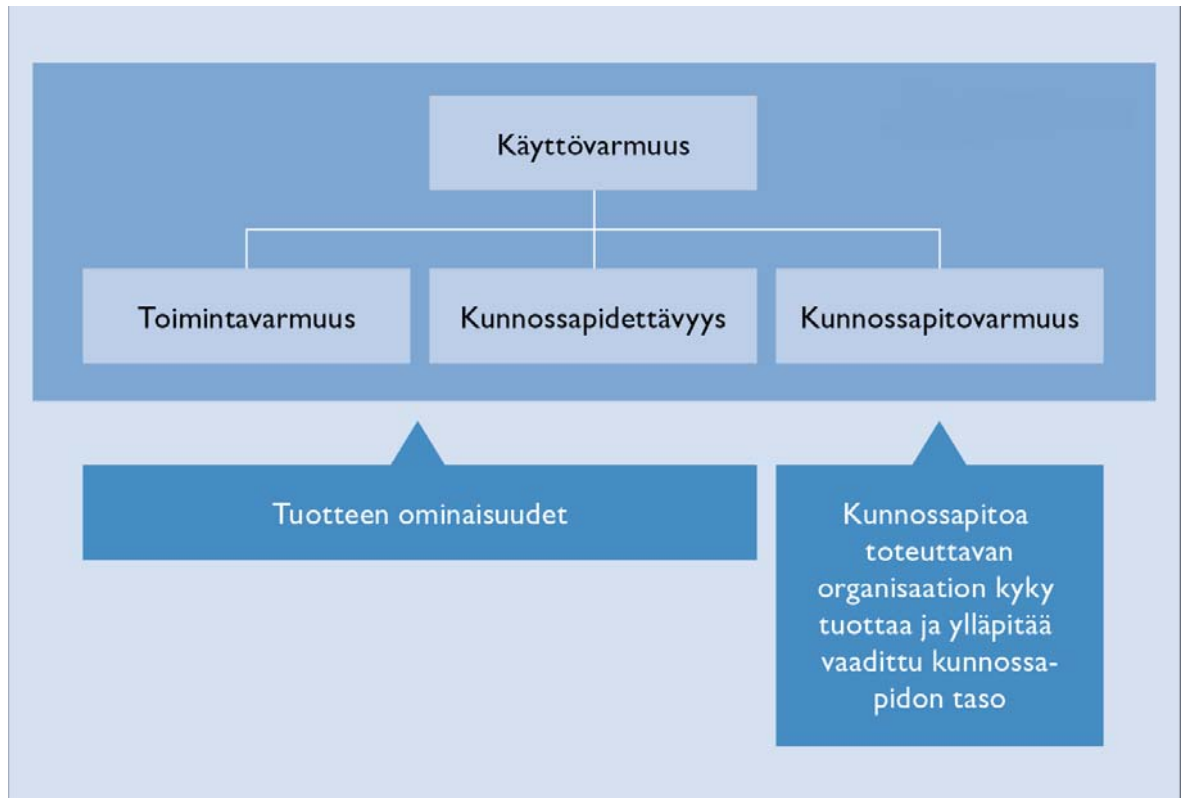 Käyttövarmuus
Toimintavarmuus
Kunnossapidettävyys
Kunnossapitovarmuus
Tuotteen ominaisuudet
Kunnossapitoa
toteuttavan
organisaation kyky
tuottaa ja ylläpitää
vaadittu kunnossa-
pidon taso